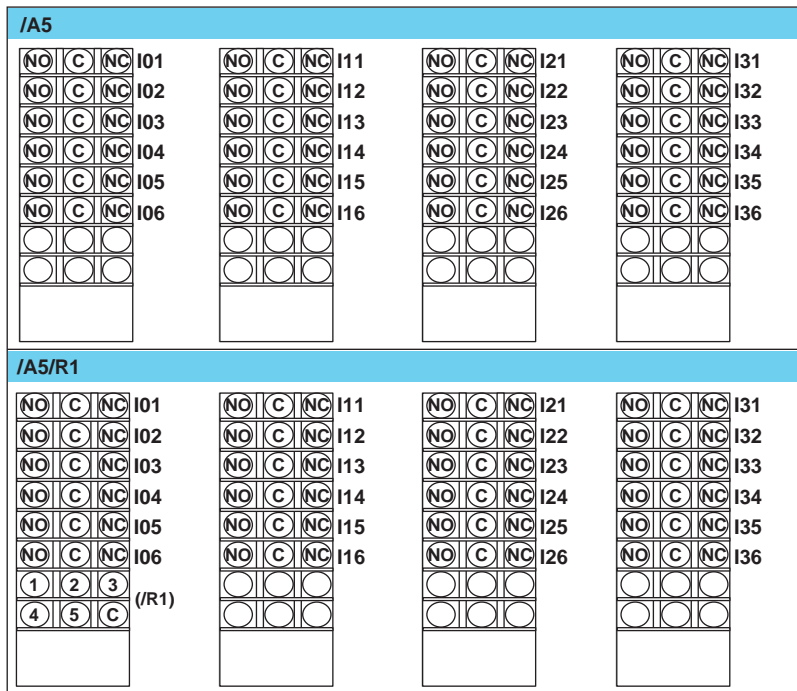 /A5
NO C NC I01 NO C NC I11 NO C NC I21 NO C NC I31
NO C NC I02 NO C NC I12 NO C NC I22 NO C NC I32
NO C NC I03 NO C NC I13 NO C NC I23 NO C NC I33
NO C NC I04 NO C NC I14 NO C NC I24 NO C NC I34
NO C NC I05 NO C NC I15 NO C NC I25 NO C NC I35
NO C NC I06 NO C NC I16 NO C NC I26 NO C NC I36
/A5/R1
NO C NC I01 NO C NC I11 NO C NC I21 NO C NC I31
NO C NC I02 NO C NC I12 NO C NC I22 NO C NC I32
NO C NC I03 NO C NC I13 NO C NC I23 NO C NC I33
NO C NC I04 NO C NC I14 NO C NC I24 NO C NC I34
NO C NC I05 NO C NC I15 NO C NC I25 NO C NC I35
NO C NC I06 NO C NC I16 NO C NC I26 NO C NC I36
1 2 3
(/R1)
4 5 C